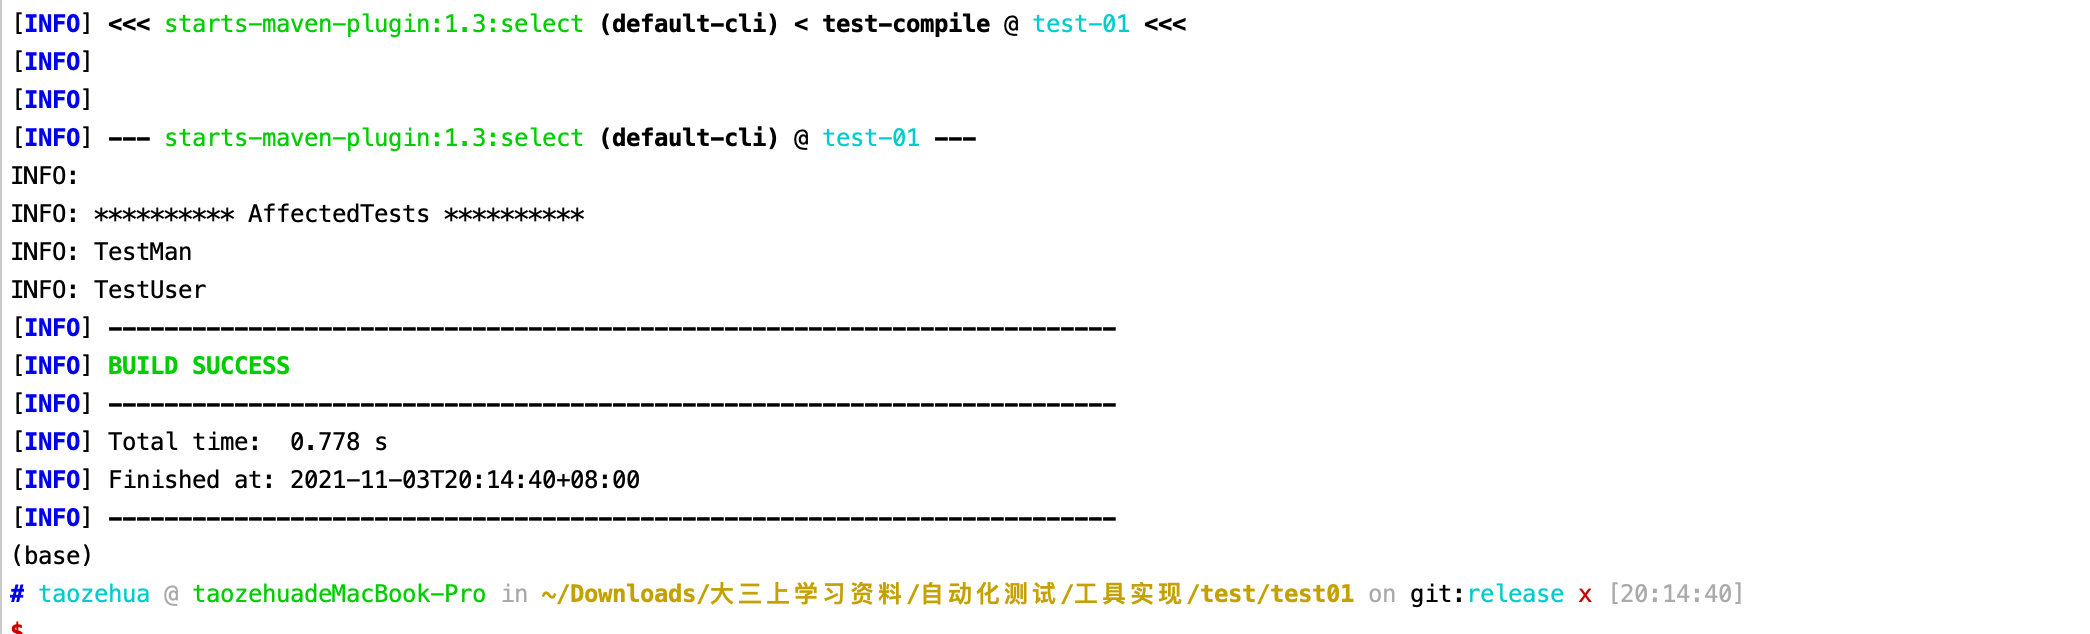 [INFO] <<< starts-maven-plugin:1.3:select (default-cli) < test-compile @ test-01 <<<
[INFO]
[INFO]
[INFO] --- starts-maven-plugin:1.3:select (default-cli) @ test-01 ---
INFO:
INFO: ********** AffectedTests **********
INFO: TestMan
INFO: TestUser
[INFO] ------------------------------------------------------------------------
[INFO] BUILD SUCCESS
[INFO] ------------------------------------------------------------------------
[INFO] Total time:  0.778 s
[INFO] Finished at: 2021-11-03T20:14:40+08:00
[INFO] ------------------------------------------------------------------------
(base)
# taozehua @ taozehuadeMacBook-Pro in ~/Downloads/大三上学习资料/自动化测试/工具实现/test/test01 on git:release x [20:14:40]
$